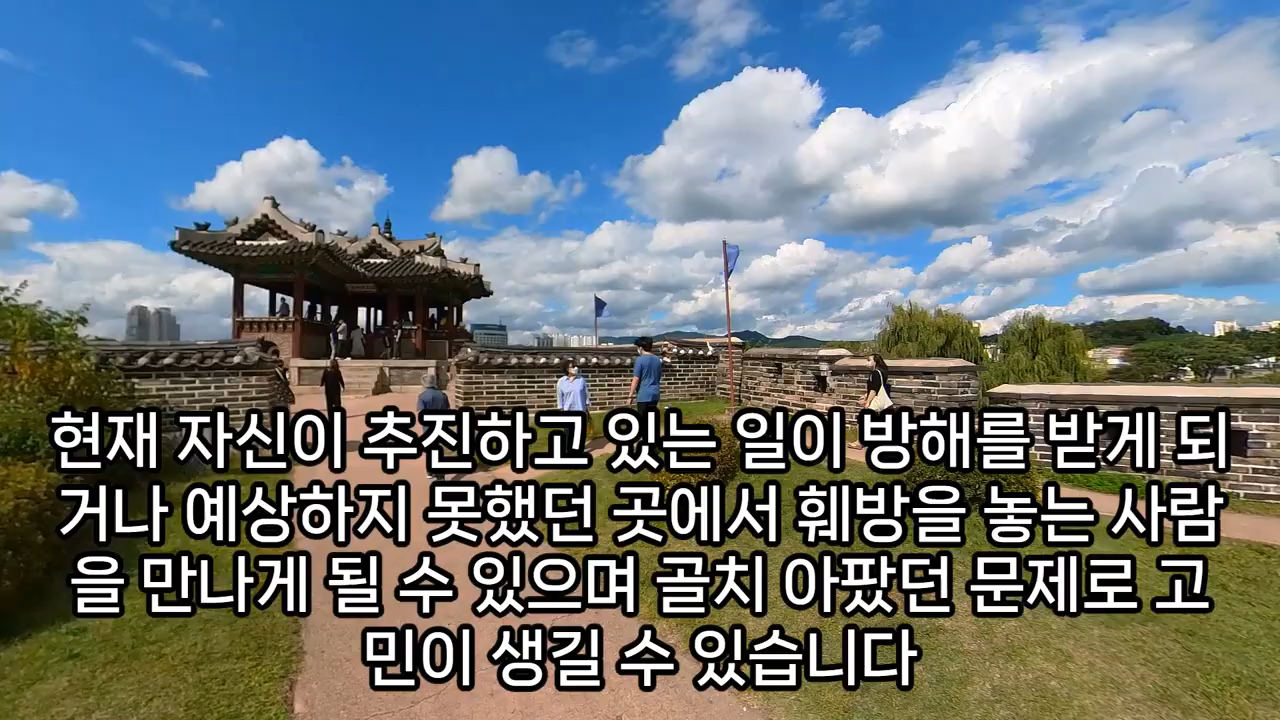 현재 자신이 추진하고 있는 일이 방해를 받게 되
거나 예상하지 못했던 곳에서 훼방을 놓는 사람
을 만나게 될 수 있으며 골치 아팠던 문제로 고
민이 생길 수 있습니다